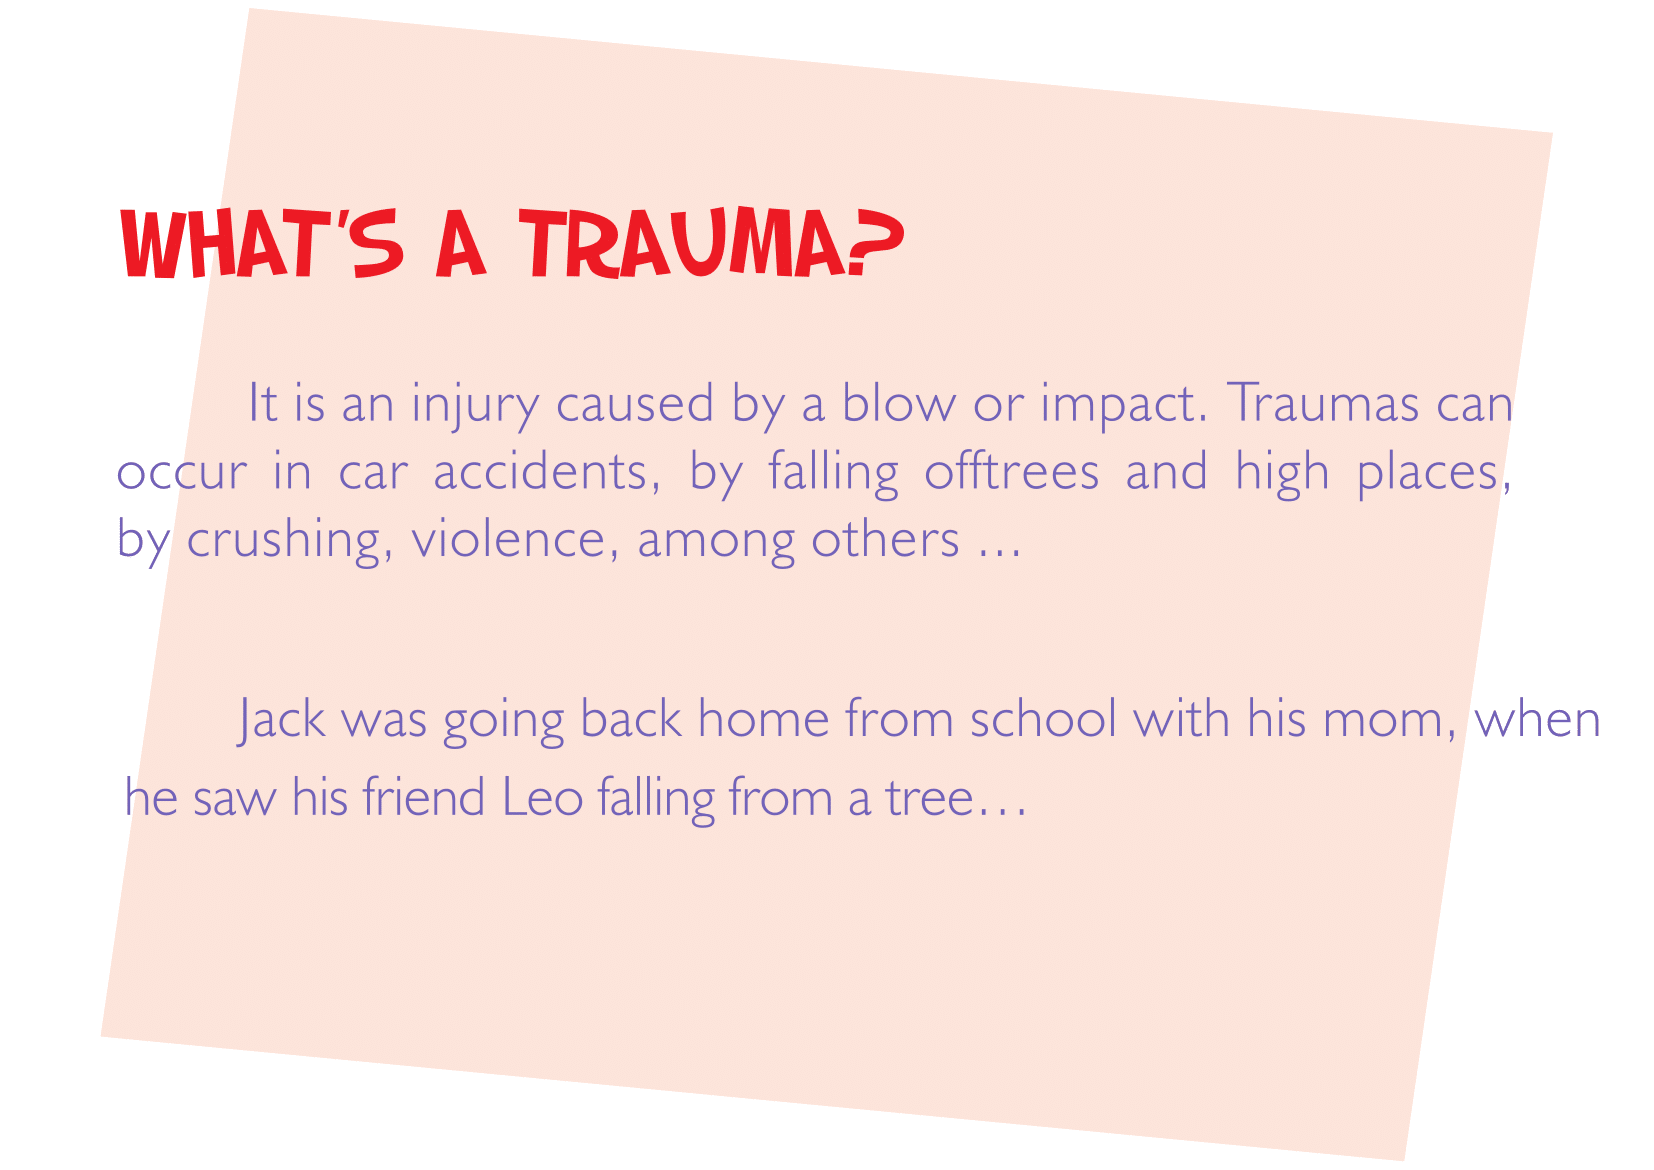 WHAT'S A TRAUMA?
It is an injury caused by a blow or impact. Traumas can
occur in car accidents, by falling offtrees and high places,
by crushing, violence, among others ...
Jack was going back home from school with his mom, when
he saw his friend Leo falling from a tree…